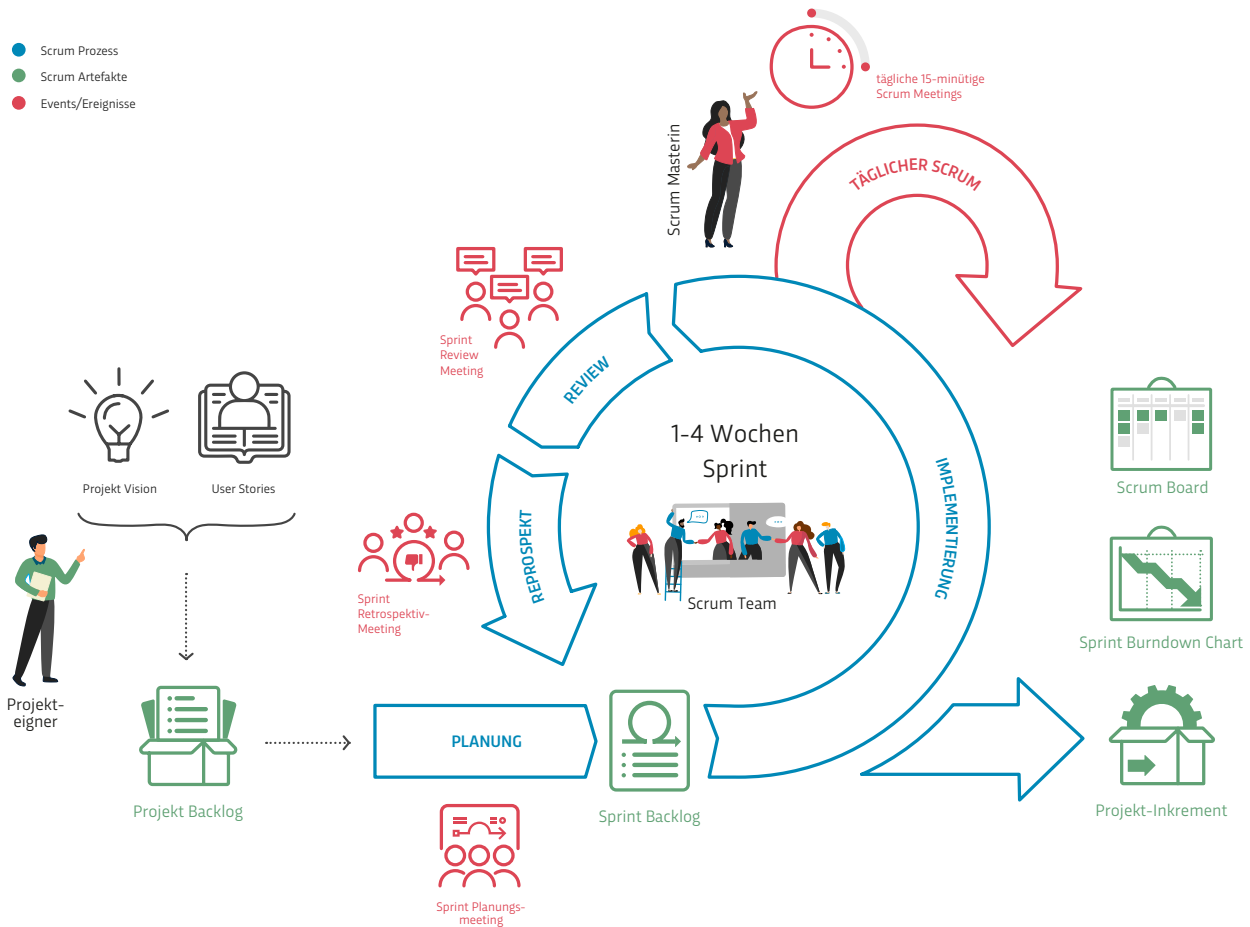 Scrum Prozess
Scrum Artefakte
Events/Ereignisse
tägliche 15-minütige
Scrum Meetings
Scrum Masterin
TÄGLICHER SCRUM
Sprint
Review
Meeting
REVIEW
1-4 Wochen
Sprint
Scrum Team
IMPLEMENTIERUNG
REPROSPEKT
Sprint
Retrospektiv-
Meeting
Projekt Vision
User Stories
Projekt-
eigner
Projekt Backlog
PLANUNG
Sprint Planungs-
meeting
Sprint Backlog
Scrum Board
Sprint Burndown Chart
Projekt-Inkrement